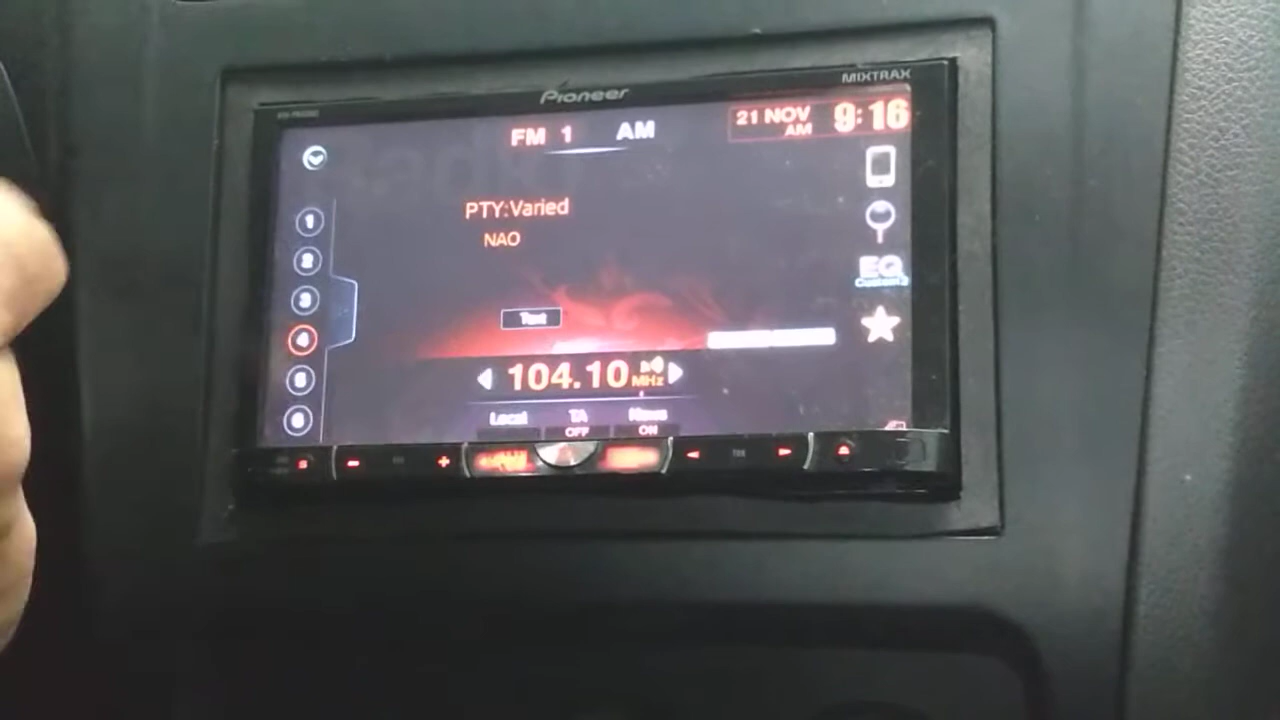 Pioneer
MIXTRAX
FM 1 AM
21 NOV
AM
9:16
1
2
3
4
5
6
PTY:Varied
NAO
EQ
Custom2
Text
104.10 MHz
Local
TA
OFF
News
ON